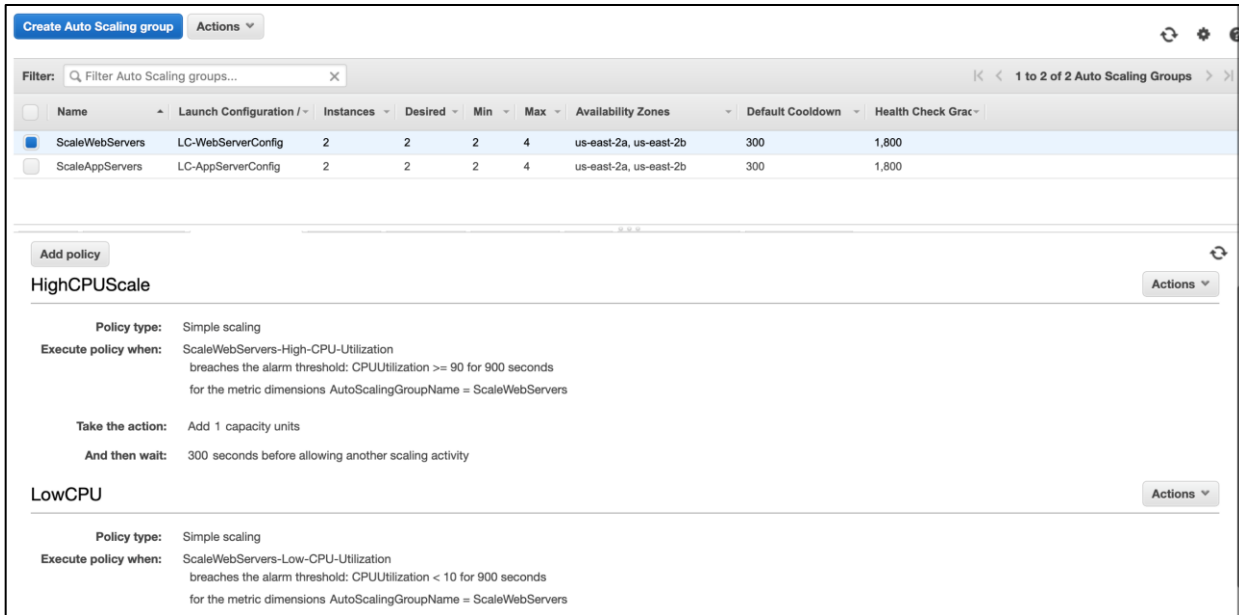 Create Auto Scaling group Actions
Filter: Filter Auto Scaling groups... 1 to 2 of 2 Auto Scaling Groups
Name Launch Configuration / Instances Desired Min Max Availability Zones Default Cooldown Health Check Grac
ScaleWebServers LC-WebServerConfig 2 2 2 4 us-east-2a, us-east-2b 300 1,800
ScaleAppServers LC-AppServerConfig 2 2 2 4 us-east-2a, us-east-2b 300 1,800
Add policy
HighCPUScale Actions
Policy type: Simple scaling
Execute policy when: ScaleWebServers-High-CPU-Utilization
breaches the alarm threshold: CPUUtilization >= 90 for 900 seconds
for the metric dimensions AutoScalingGroupName = ScaleWebServers
Take the action: Add 1 capacity units
And then wait: 300 seconds before allowing another scaling activity
LowCPU Actions
Policy type: Simple scaling
Execute policy when: ScaleWebServers-Low-CPU-Utilization
breaches the alarm threshold: CPUUtilization < 10 for 900 seconds
for the metric dimensions AutoScalingGroupName = ScaleWebServers